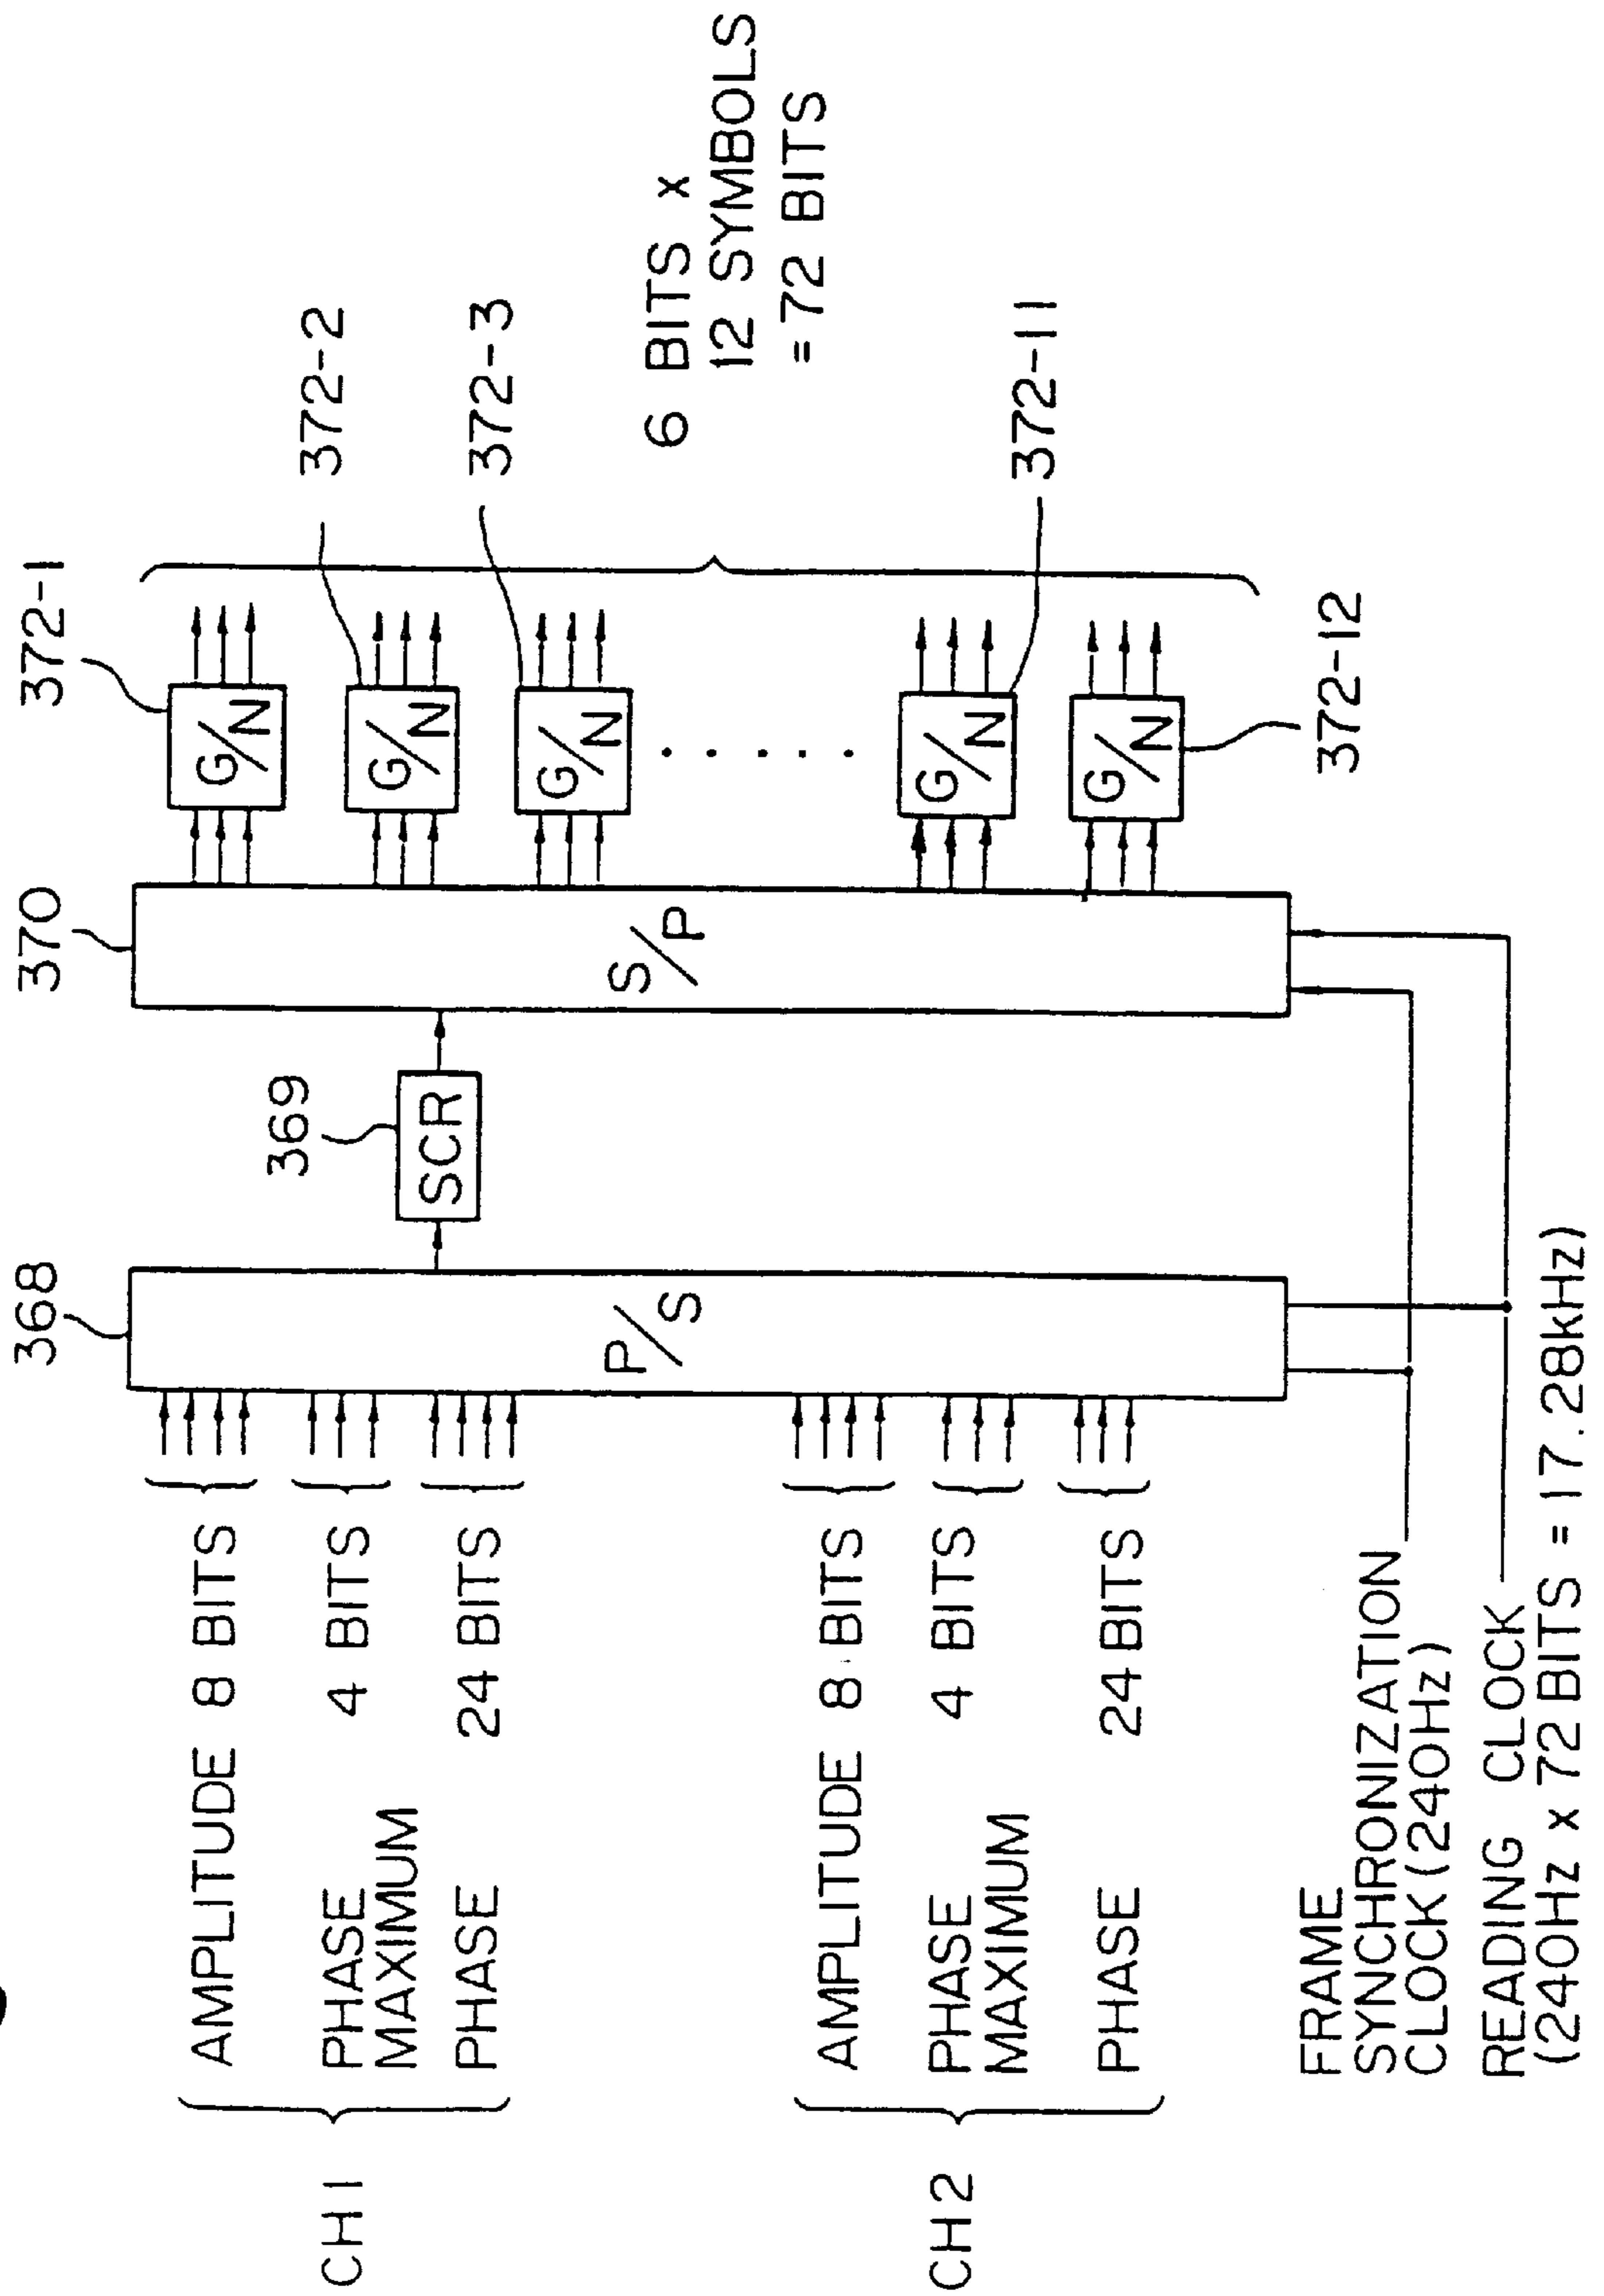 CH1
AMPLITUDE 8 BITS
PHASE MAXIMUM 4 BITS
PHASE 24 BITS
CH2
AMPLITUDE 8 BITS
PHASE MAXIMUM 4 BITS
PHASE 24 BITS
FRAME
SYNCHRONIZATION
CLOCK (240Hz)
READING CLOCK
(240Hz x 72 BITS = 17.28kHz)
368
P/S
369
SCR
370
S/P
372-1
G/N
372-2
G/N
372-3
G/N
372-11
G/N
372-12
G/N
6 BITS x
12 SYMBOLS
= 72 BITS